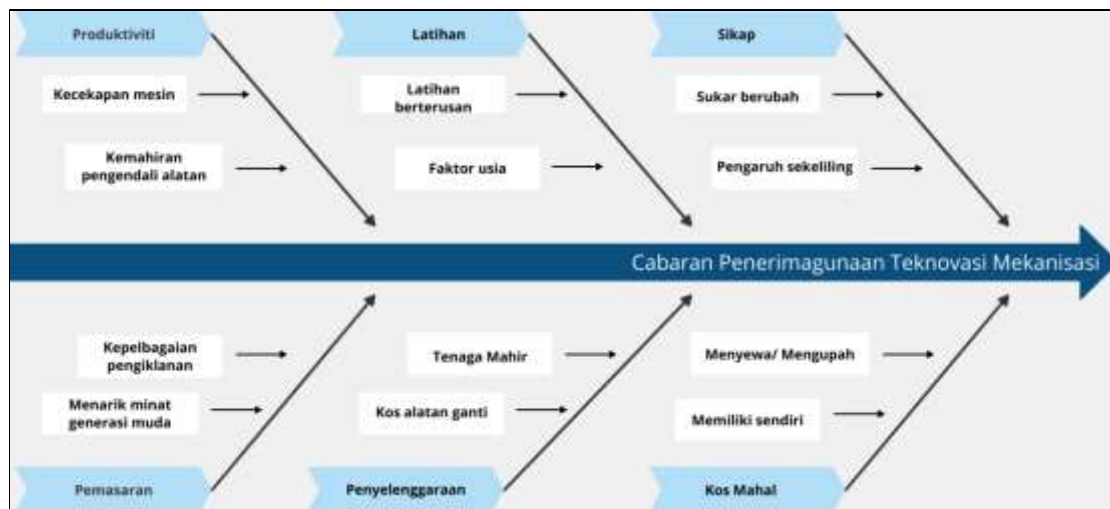 Produktiviti
Latihan
Sikap
Kecekapan mesin
Latihan
berterusan
Sukar berubah
Kemahiran
pengendali alatan
Faktor usia
Pengaruh sekeliling
Cabaran Penerimagunaan Teknovasi Mekanisasi
Kepelbagaian
pengiklanan
Tenaga Mahir
Menyewa/ Mengupah
Menarik minat
generasi muda
Kos alatan ganti
Memiliki sendiri
Pemasaran
Penyelenggaraan
Kos Mahal